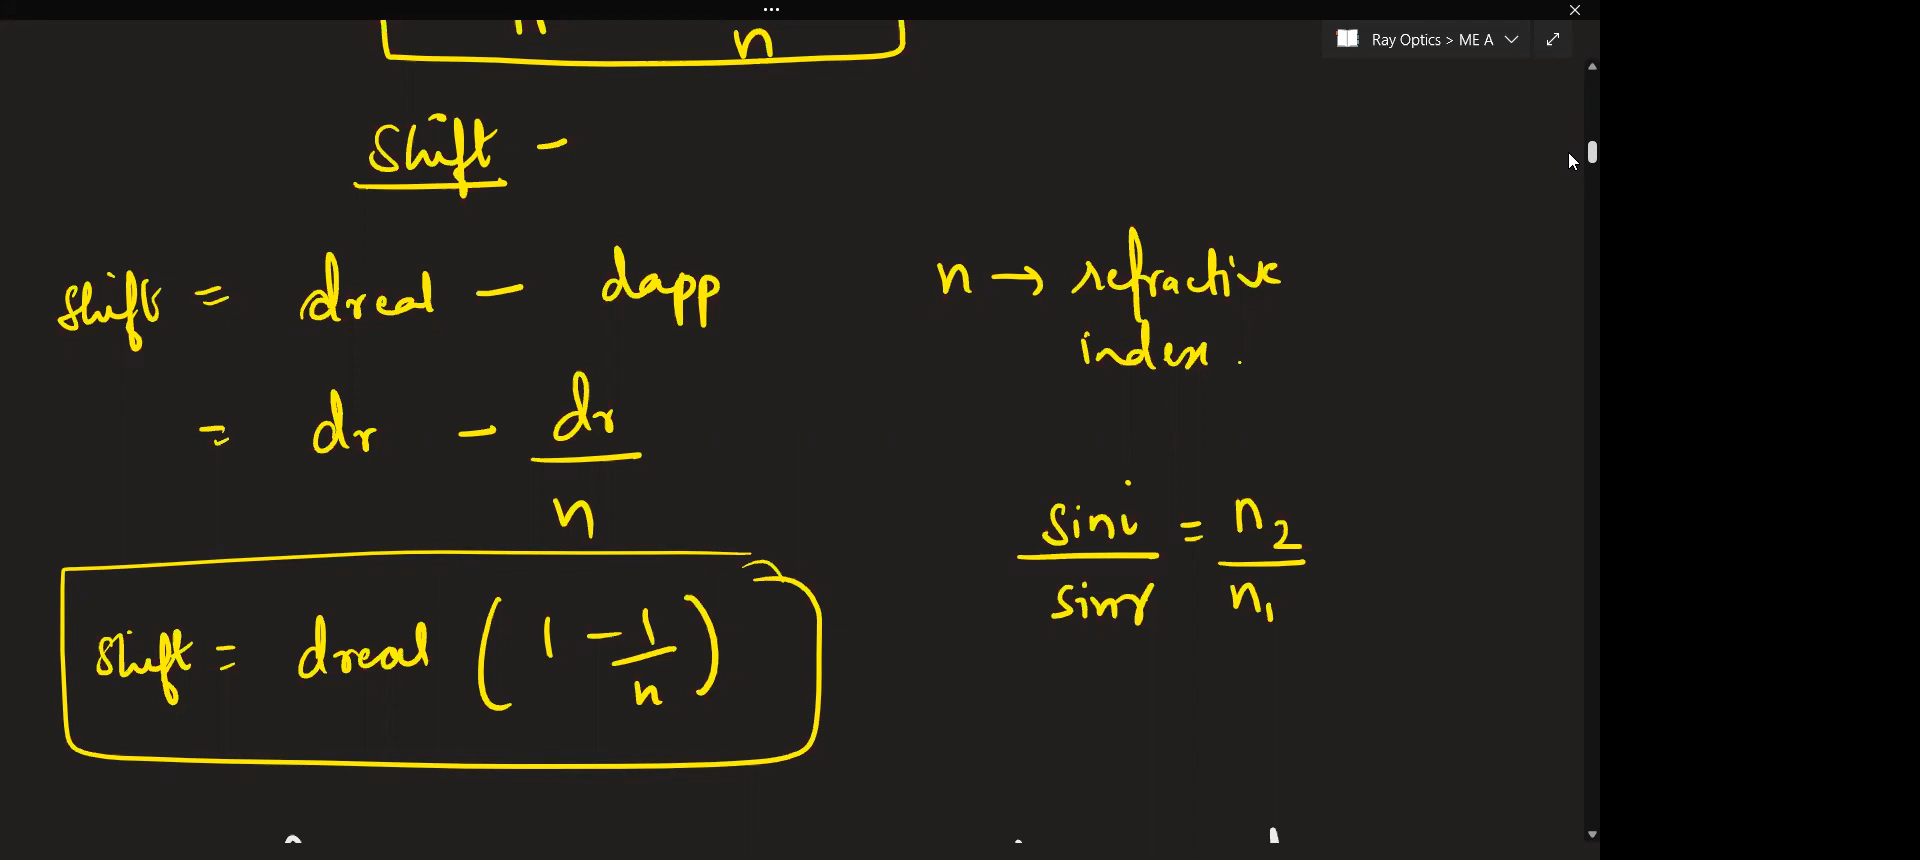 Ray Optics > ME A
n
Shift -
shift = dreal - dapp
= dr - dr/n
shift = dreal (1 - 1/n)
n → refractive
index.
sini/sinr = n₂/n₁